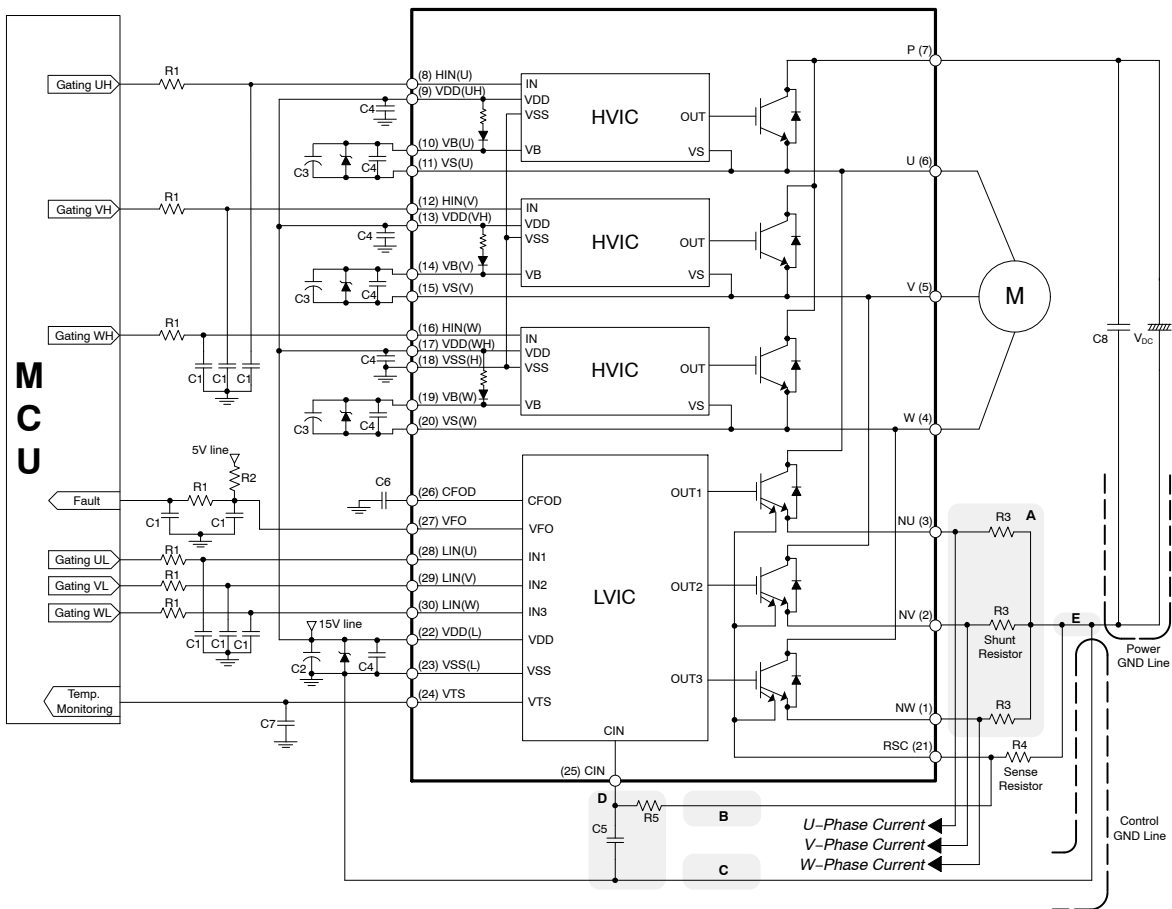 P (7)
Gating UH
R1
(8) HIN(U)
(9) VDD(UH)
IN
VDD
VSS
HVIC
OUT
VS
VB
C4
(10) VB(U)
(11) VS(U)
C3
C4
U (6)
Gating VH
R1
(12) HIN(V)
(13) VDD(VH)
IN
VDD
VSS
HVIC
OUT
VS
VB
C4
(14) VB(V)
(15) VS(V)
C3
C4
V (5)
M
Gating WH
R1
(16) HIN(W)
(17) VDD(WH)
(18) VSS(H)
IN
VDD
VSS
HVIC
OUT
VS
VB
C4
C1
C1
C1
(19) VB(W)
(20) VS(W)
C3
C4
W (4)
C8
VDC
MCU
5V line
R2
Fault
R1
C1
C1
C6
(26) CFOD
CFOD
(27) VFO
VFO
OUT1
NU (3)
R3
A
Gating UL
R1
(28) LIN(U)
IN1
Gating VL
R1
(29) LIN(V)
IN2
LVIC
OUT2
Gating WL
R1
(30) LIN(W)
IN3
NV (2)
R3
Shunt
Resistor
E
Power
GND Line
C1
C1
C1
15V line
(22) VDD(L)
VDD
C2
C4
(23) VSS(L)
VSS
OUT3
Temp.
Monitoring
(24) VTS
VTS
C7
NW (1)
R3
CIN
RSC (21)
R4
Sense
Resistor
(25) CIN
D
R5
B
C5
C
U−Phase Current
V−Phase Current
W−Phase Current
Control
GND Line